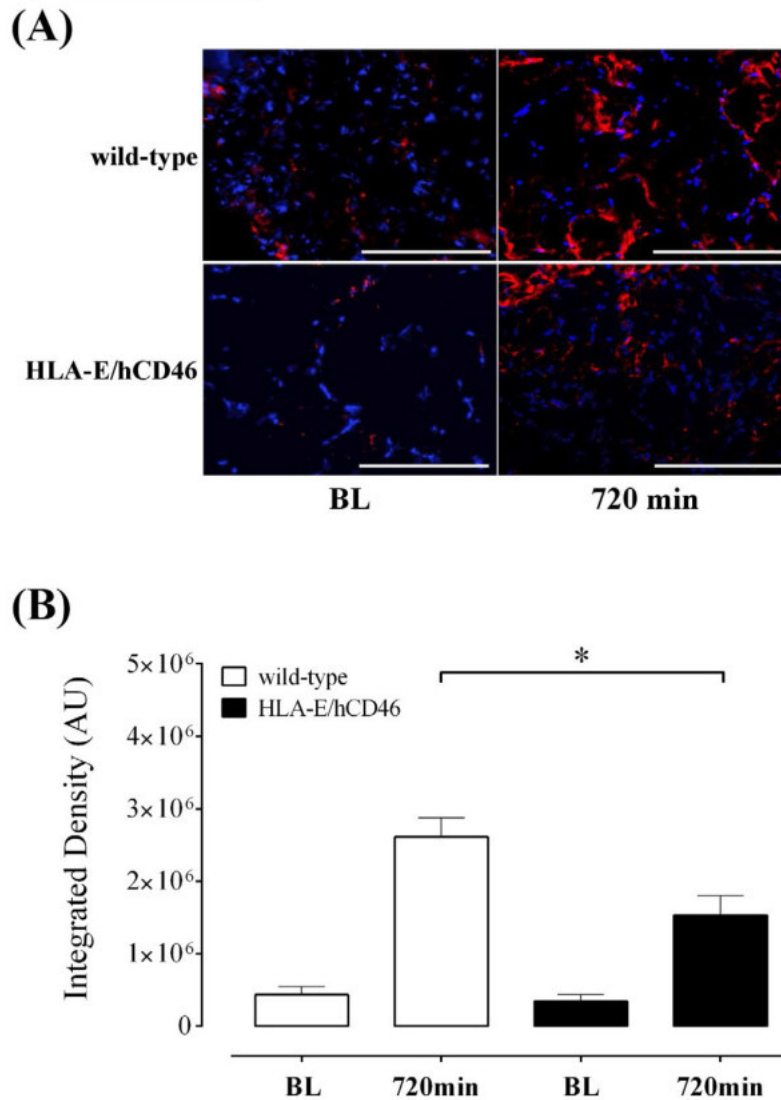 (A)
wild-type
HLA-E/hCD46
BL 720 min
(B)
Integrated Density (AU)
5×10⁶
4×10⁶
3×10⁶
2×10⁶
1×10⁶
0
wild-type
HLA-E/hCD46
*
BL 720min BL 720min